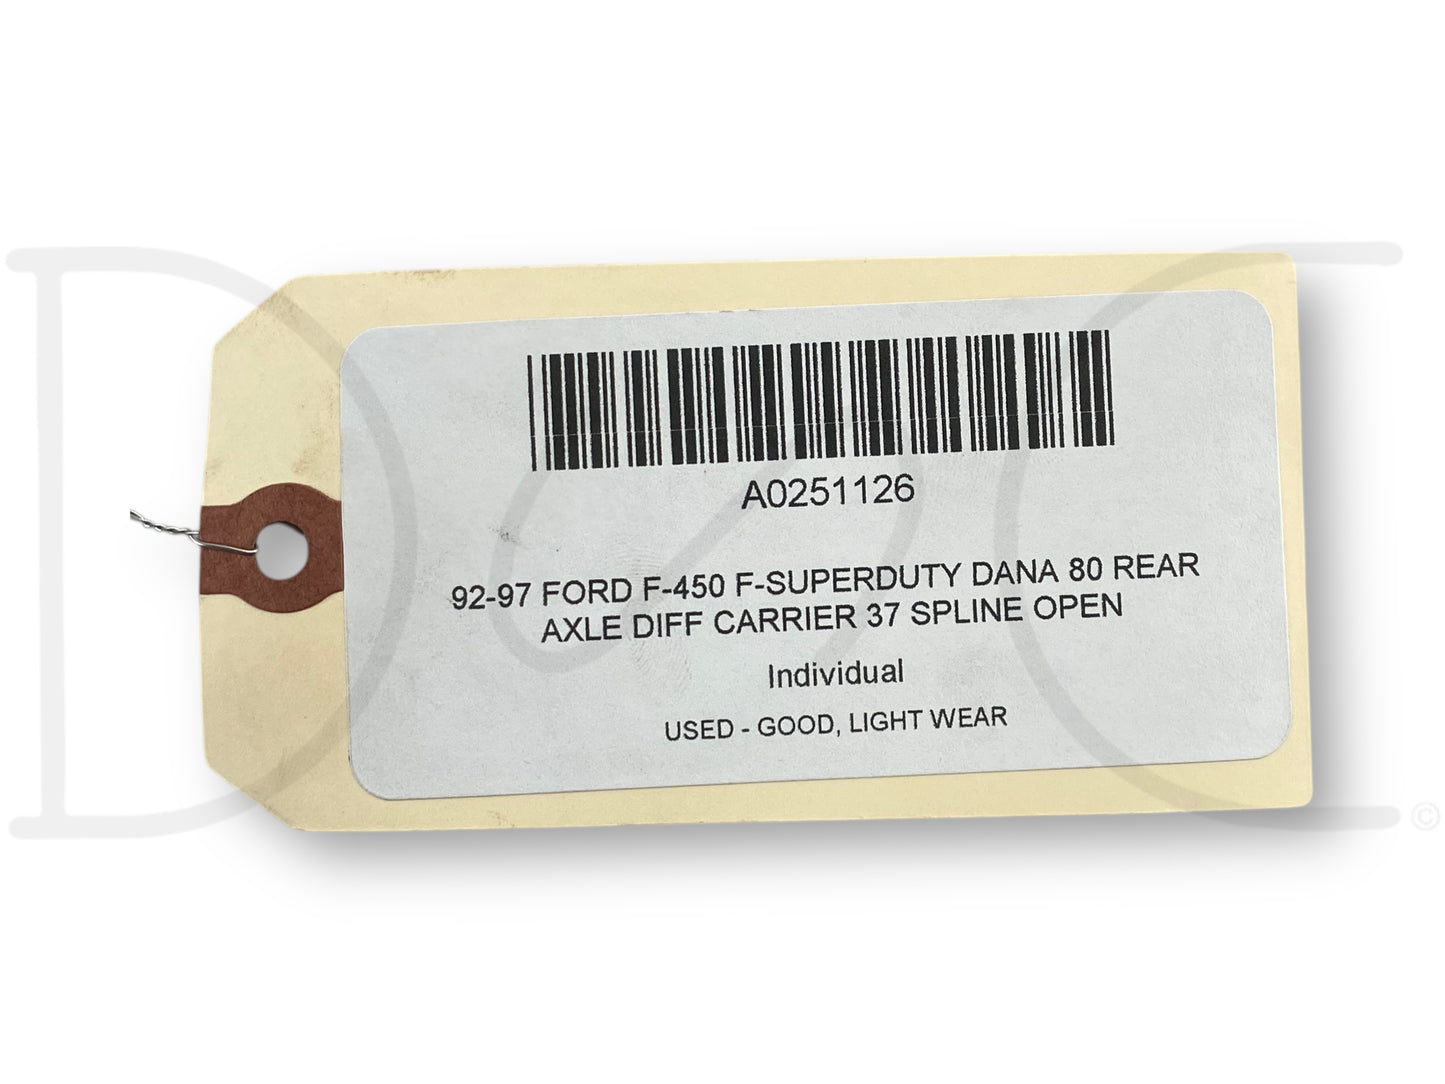 A0251126
92-97 FORD F-450 F-SUPERDUTY DANA 80 REAR
AXLE DIFF CARRIER 37 SPLINE OPEN
Individual
USED - GOOD, LIGHT WEAR
©